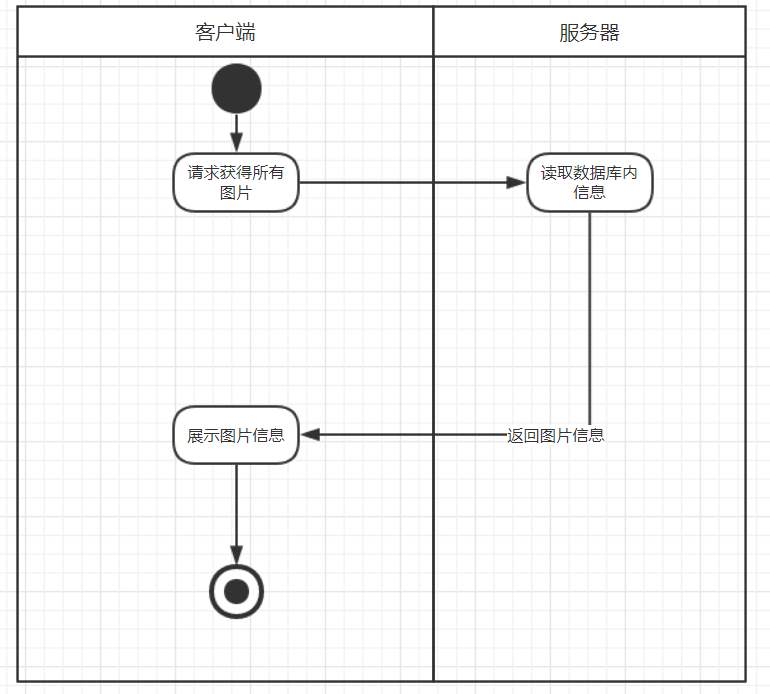 客户端
服务器
请求获得所有
图片
读取数据库内
信息
展示图片信息
返回图片信息